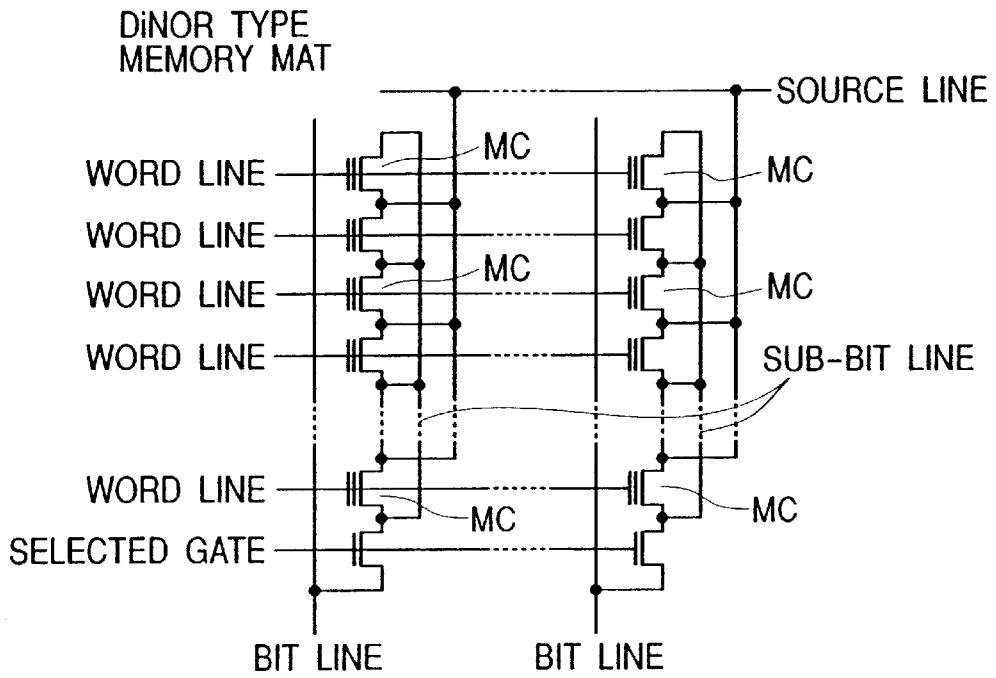 DiNOR TYPE
MEMORY MAT
SOURCE LINE
WORD LINE
MC
MC
WORD LINE
WORD LINE
MC
MC
WORD LINE
SUB-BIT LINE
WORD LINE
MC
MC
SELECTED GATE
BIT LINE
BIT LINE